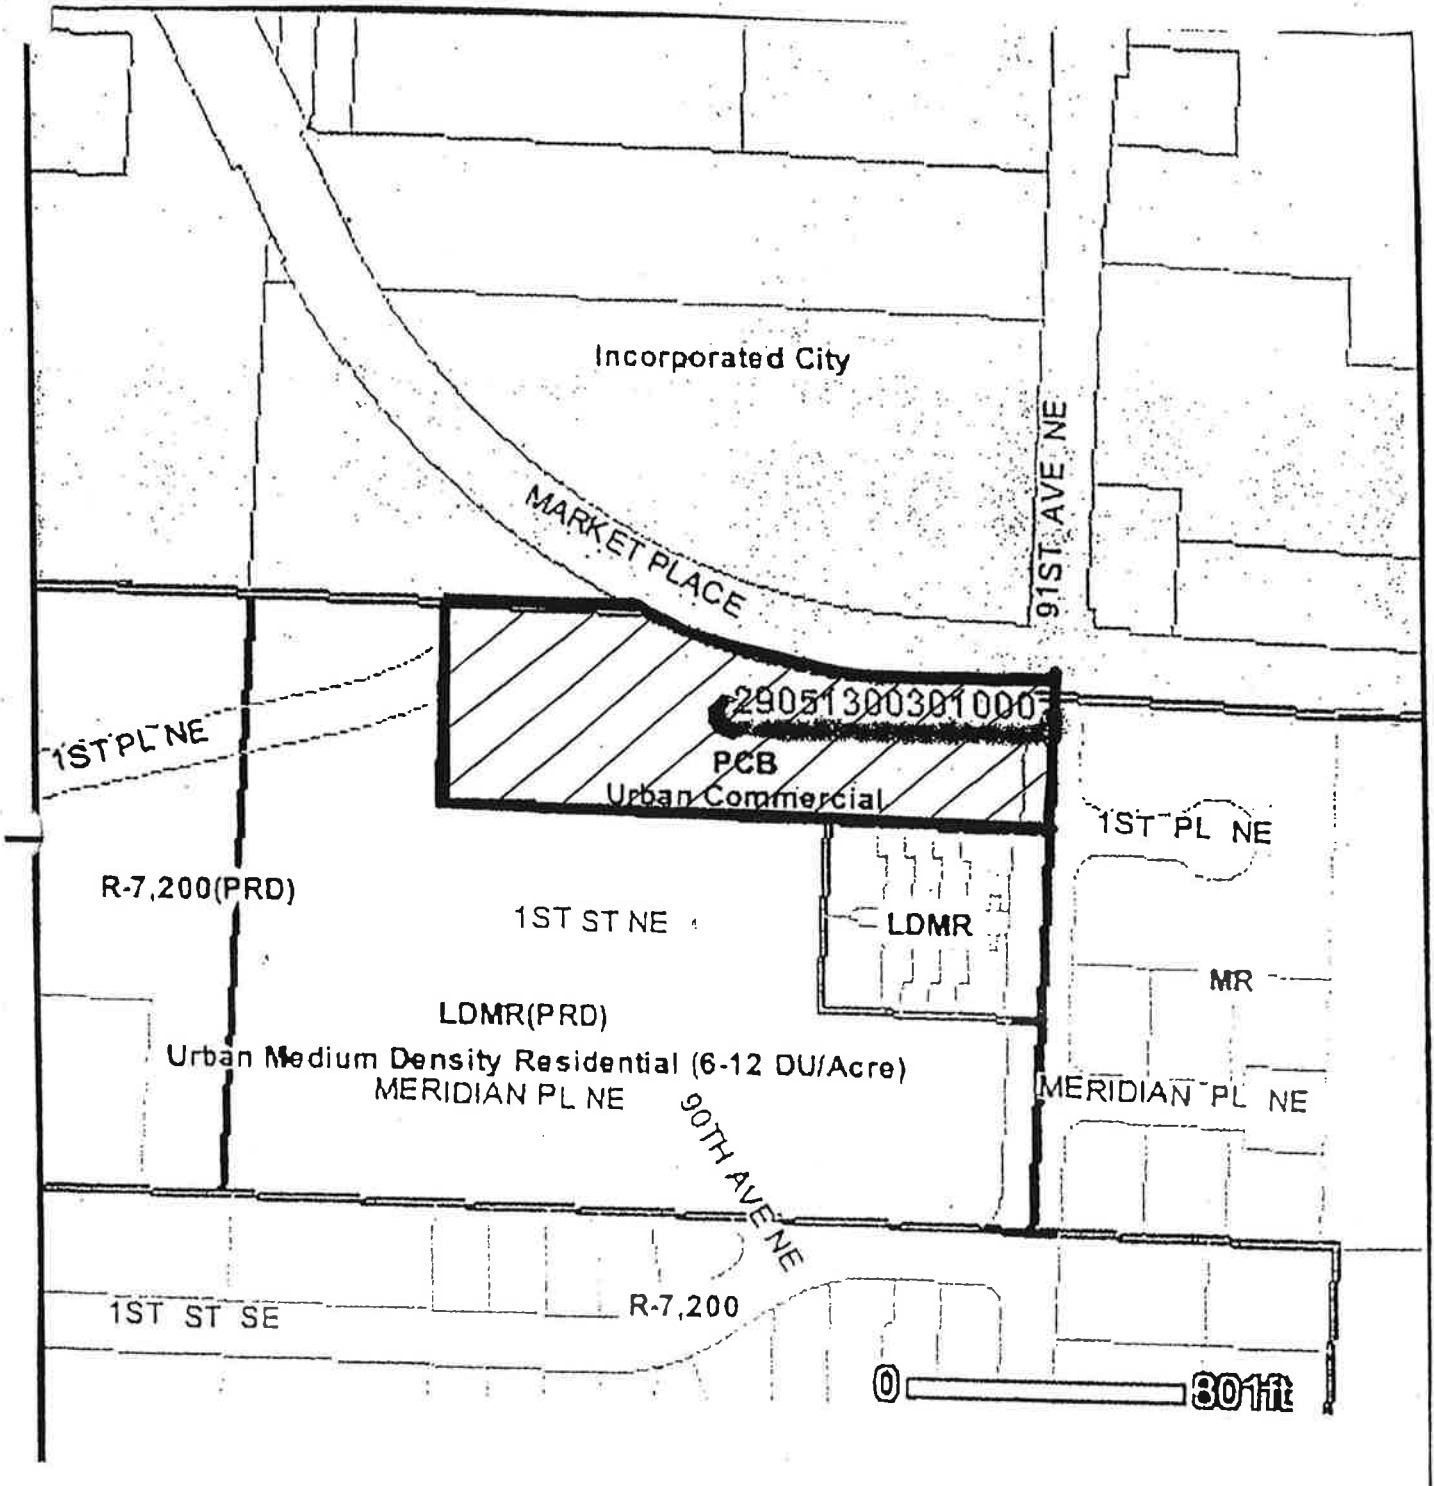 Incorporated City
91ST AVE NE
MARKET PLACE
29051300301000
1ST PL NE
PCB
Urban Commercial
1ST PL NE
R-7,200(PRD)
1ST ST NE
LDMR
MR
LDMR(PRD)
Urban Medium Density Residential (6-12 DU/Acre)
MERIDIAN PL NE
MERIDIAN PL NE
90TH AVE NE
1ST ST SE
R-7,200
0 801ft